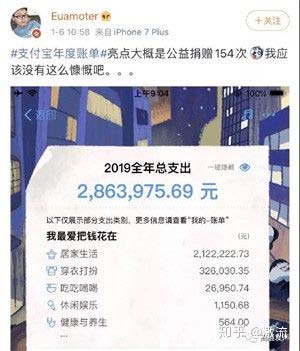 Euamoter
1-6 10:58 来自 iPhone 7 Plus
+关注
#支付宝年度账单#亮点大概是公益捐赠154次 我应
该没有这么慷慨吧。。。
上午9:04
返回
2019全年总支出
一键隐藏
2,863,975.69 元
以下仅展示部分支出类别，更多信息请查看“我的-账单”
我最爱把钱花在
(元)
居家生活 2,122,222.73
穿衣打扮 326,030.35
吃吃喝喝 26,950.74
休闲娱乐 1,150.68
健康与养生 564.00
...
知乎 @激流